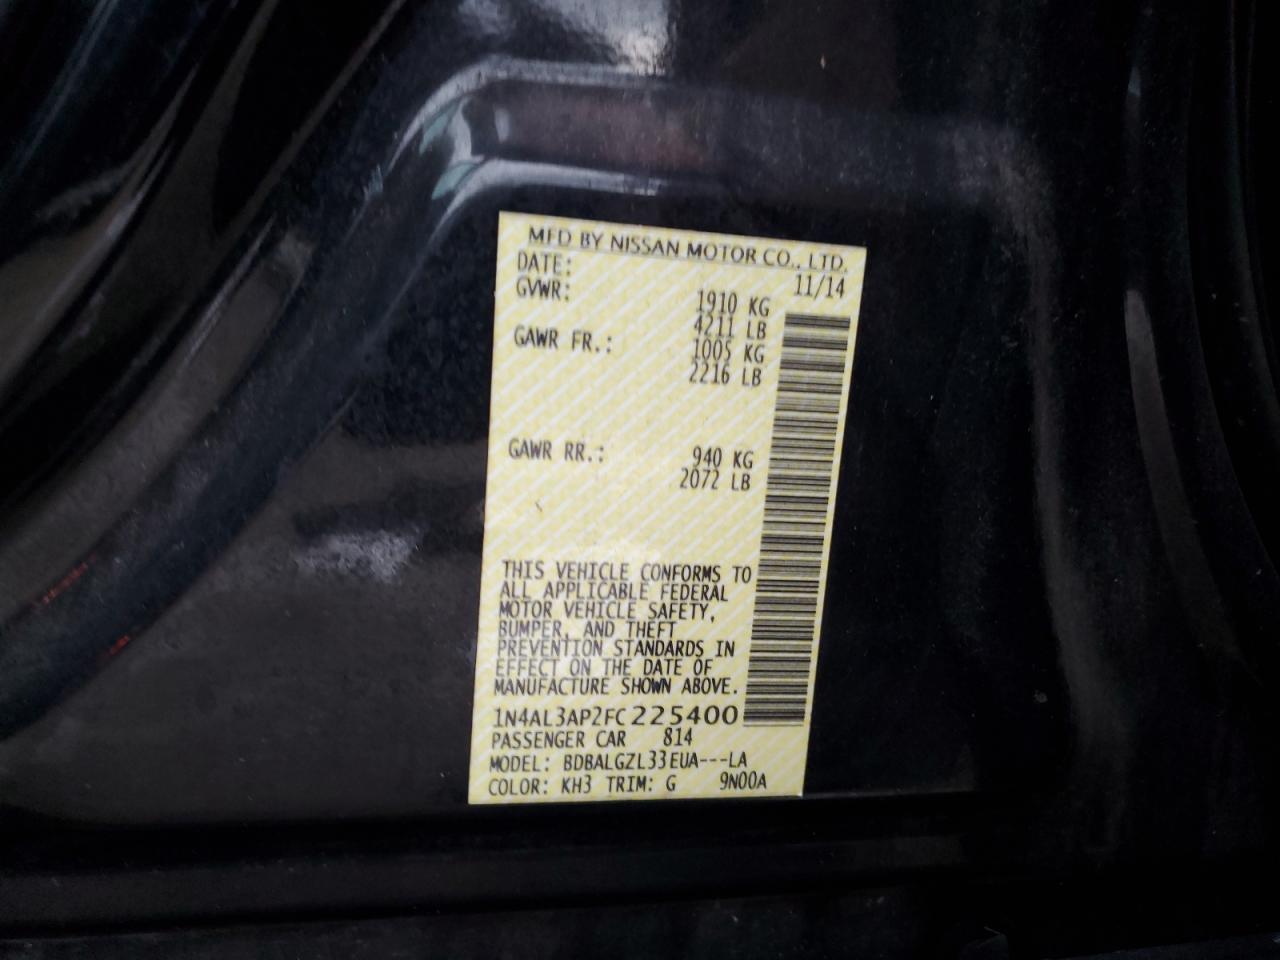 MFD BY NISSAN MOTOR CO., LTD.
DATE: 11/14
GVWR: 1910 KG
4211 LB
GAWR FR.: 1005 KG
2216 LB
GAWR RR.: 940 KG
2072 LB
THIS VEHICLE CONFORMS TO
ALL APPLICABLE FEDERAL
MOTOR VEHICLE SAFETY,
BUMPER, AND THEFT
PREVENTION STANDARDS IN
EFFECT ON THE DATE OF
MANUFACTURE SHOWN ABOVE.
1N4AL3AP2FC225400
PASSENGER CAR 814
MODEL: BDBALGZL33EUA---LA
COLOR: KH3 TRIM: G 9N00A